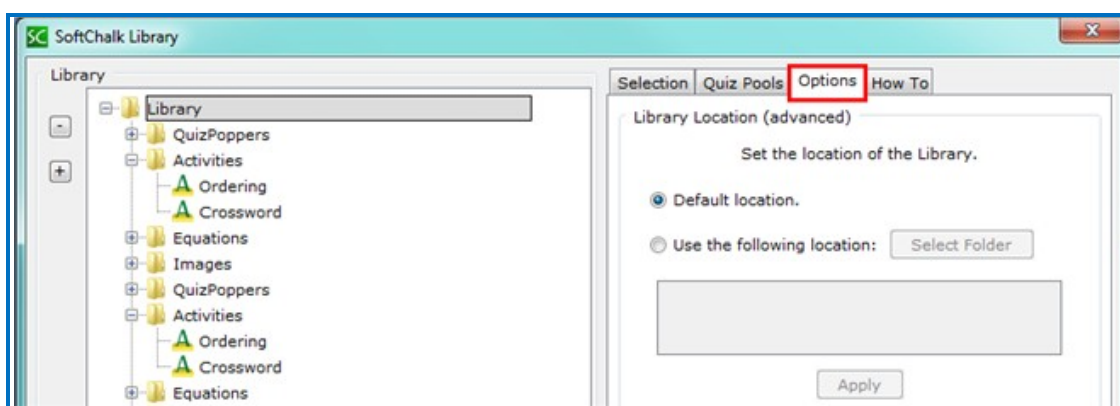 SC SoftChalk Library
Library
Library
QuizPoppers
Activities
A Ordering
A Crossword
Equations
Images
QuizPoppers
Activities
A Ordering
A Crossword
Equations
Selection Quiz Pools Options How To
Library Location (advanced)
Set the location of the Library.
Default location.
Use the following location: Select Folder
Apply